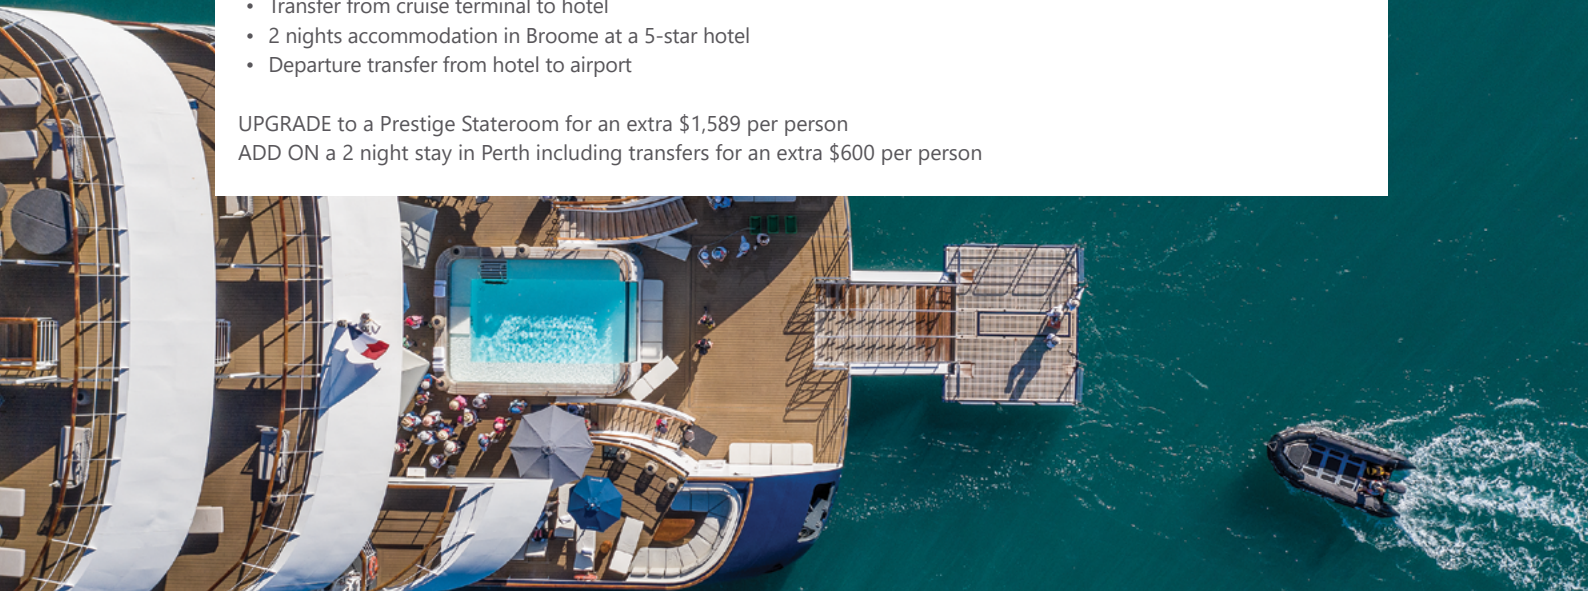 • Transfer from cruise terminal to hotel
• 2 nights accommodation in Broome at a 5-star hotel
• Departure transfer from hotel to airport
UPGRADE to a Prestige Stateroom for an extra $1,589 per person
ADD ON a 2 night stay in Perth including transfers for an extra $600 per person